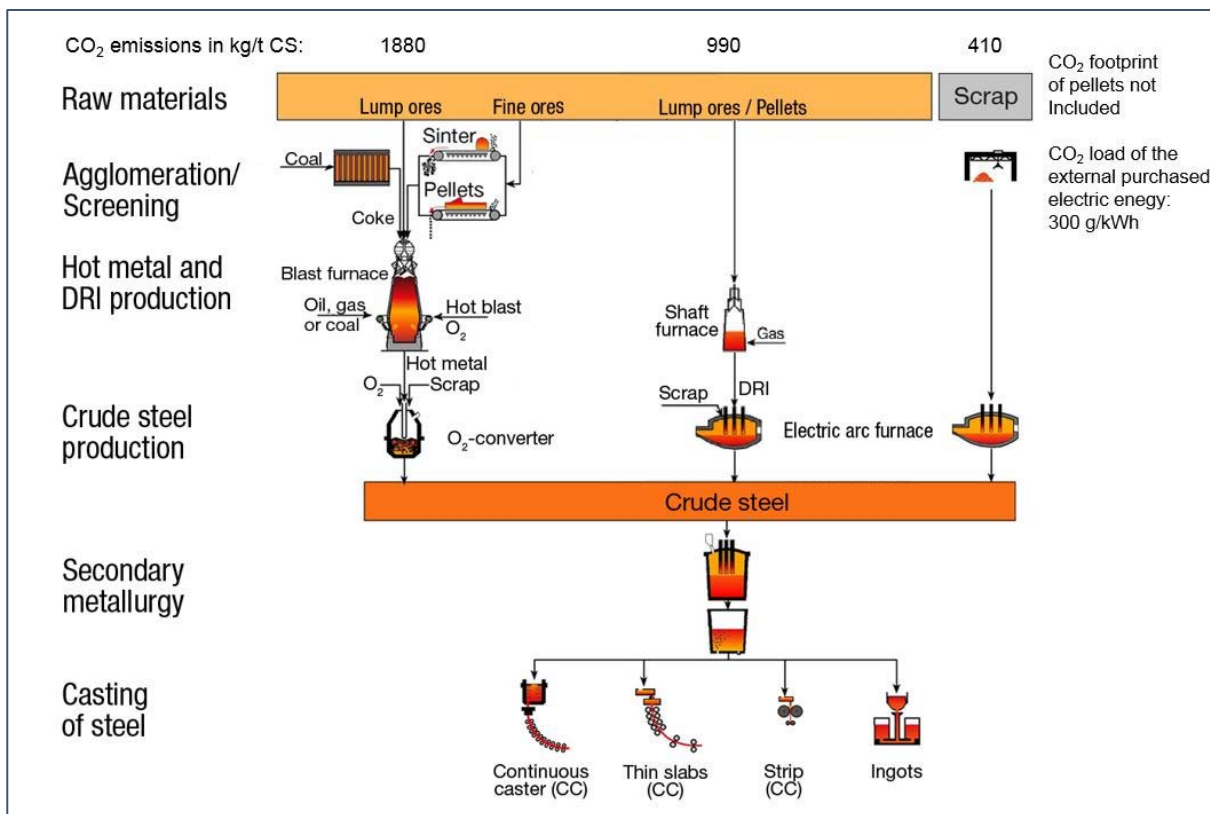 CO₂ emissions in kg/t CS: 1880 990 410
Raw materials
Lump ores Fine ores Lump ores / Pellets
Scrap
CO₂ footprint
of pellets not
Included
Agglomeration/
Screening
Coal
Sinter
Pellets
Coke
CO₂ load of the
external purchased
electric enegy:
300 g/kWh
Hot metal and
DRI production
Blast furnace
Oil, gas
or coal
Hot blast
O₂
Hot metal
Shaft
furnace
Gas
DRI
O₂
Scrap
Scrap
Crude steel
production
O₂-converter
Electric arc furnace
Crude steel
Secondary
metallurgy
Casting
of steel
Continuous
caster (CC)
Thin slabs
(CC)
Strip
(CC)
Ingots